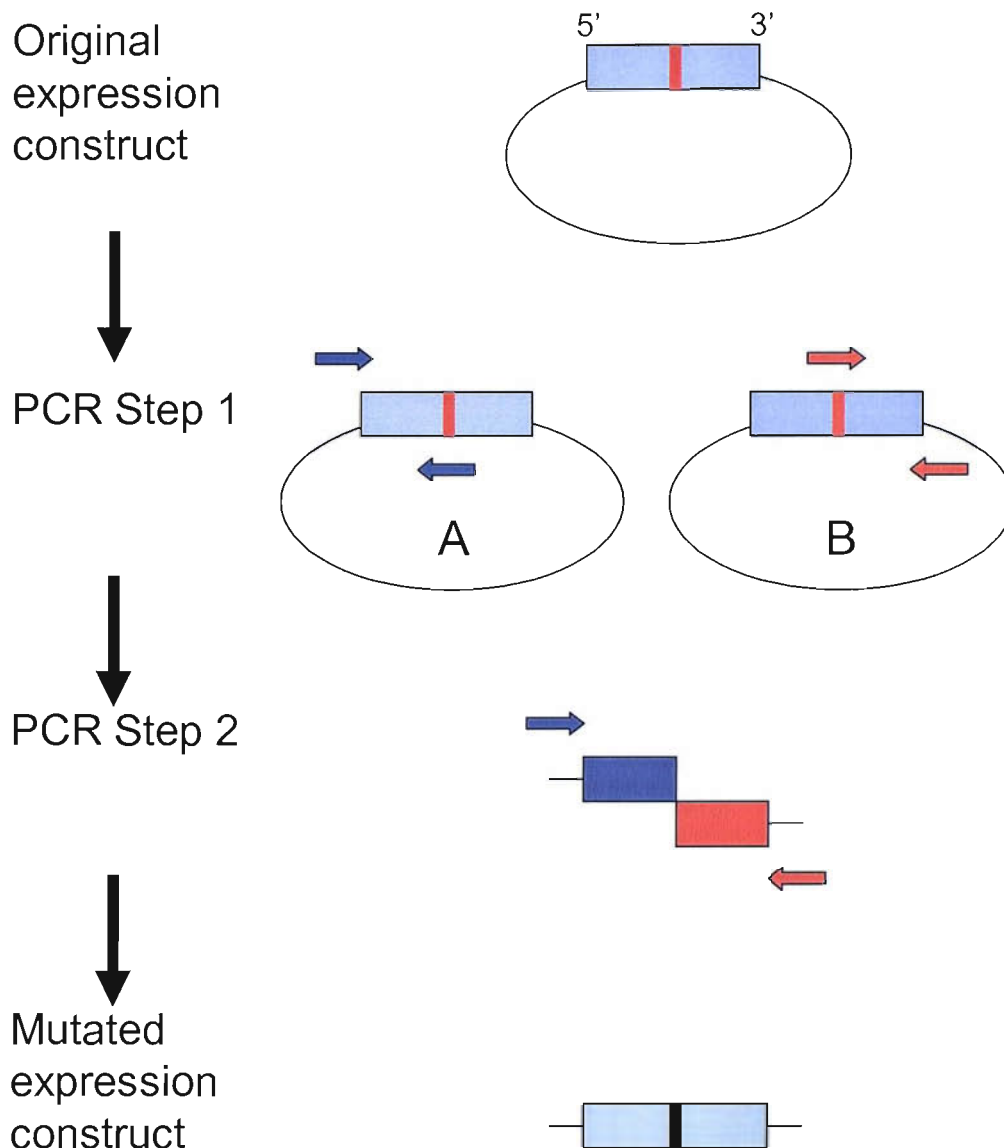 Original
expression
construct
5' 3'
PCR Step 1
A B
PCR Step 2
Mutated
expression
construct